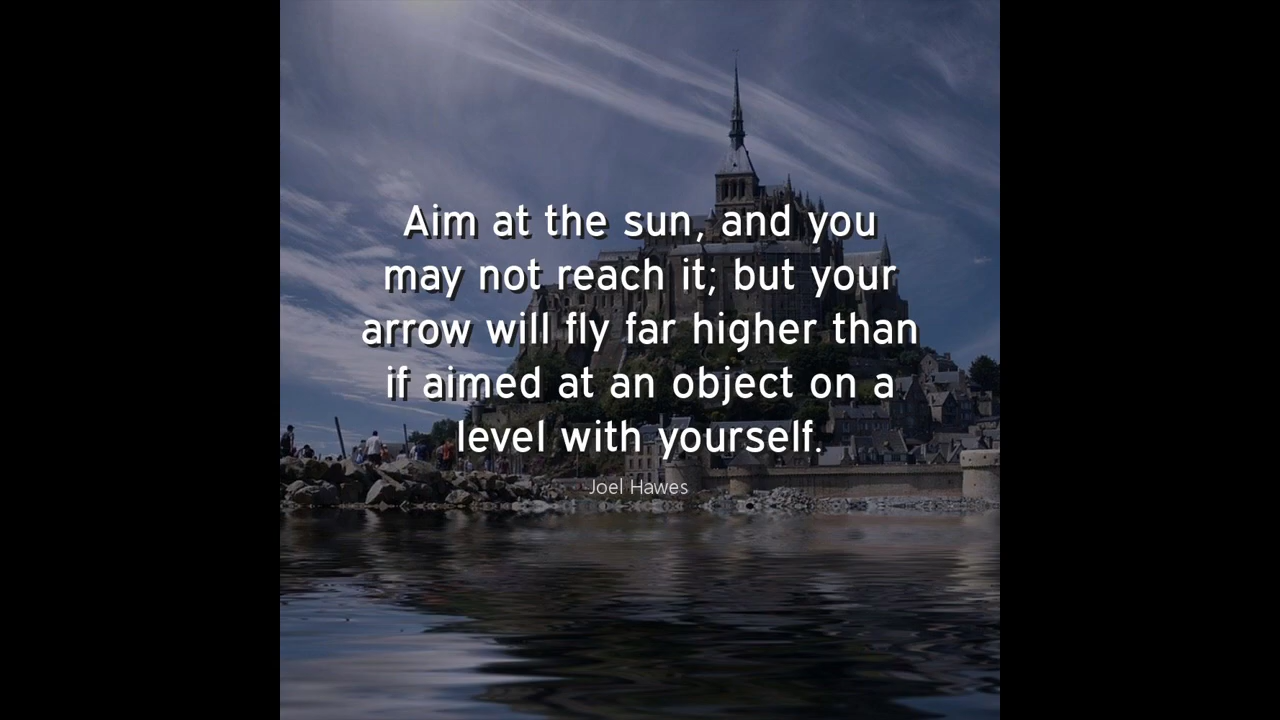 Aim at the sun, and you
may not reach it; but your
arrow will fly far higher than
if aimed at an object on a
level with yourself.
Joel Hawes